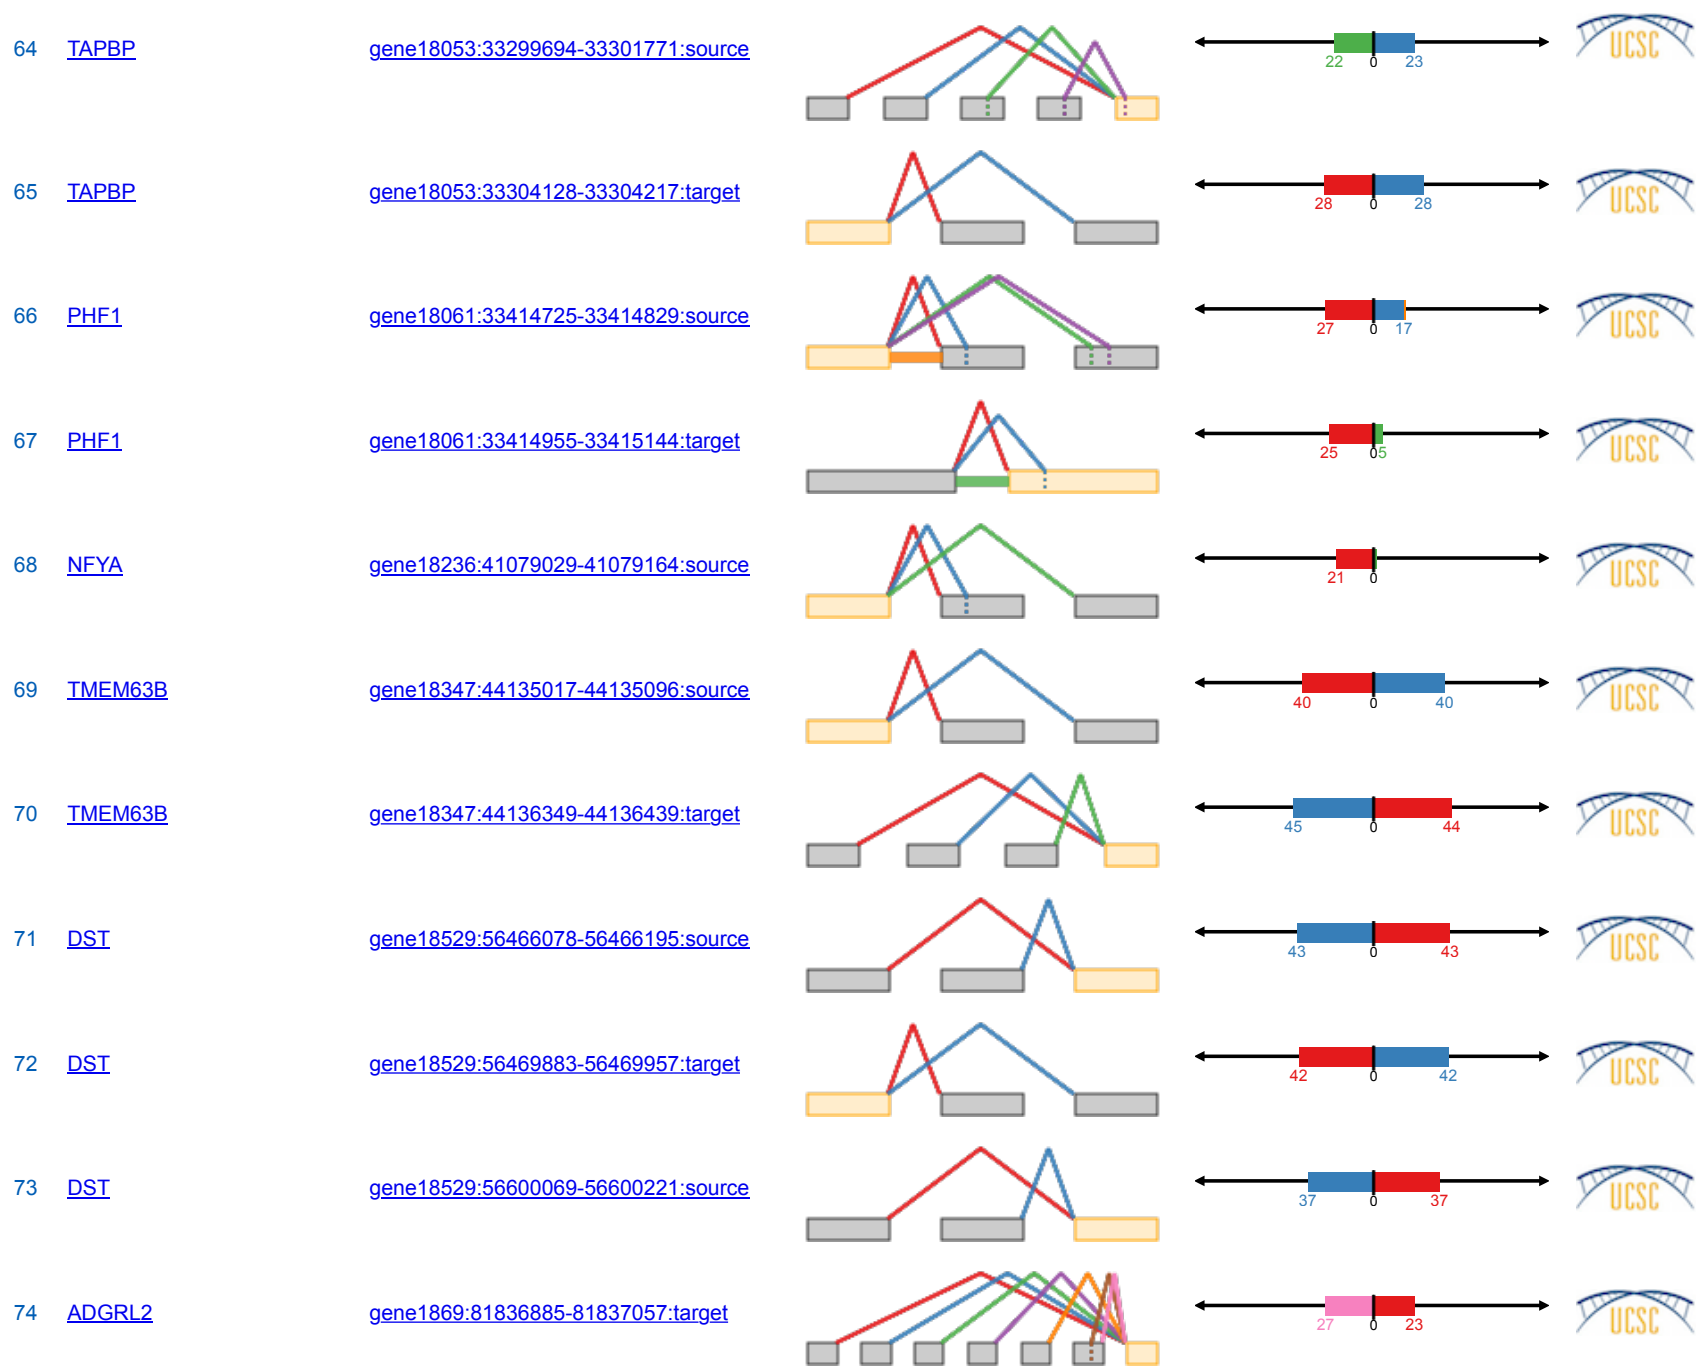 64 TAPBP gene18053:33299694-33301771:source 22 0 23 UCSC
65 TAPBP gene18053:33304128-33304217:target 28 0 28 UCSC
66 PHF1 gene18061:33414725-33414829:source 27 0 17 UCSC
67 PHF1 gene18061:33414955-33415144:target 25 0 5 UCSC
68 NFYA gene18236:41079029-41079164:source 21 0 UCSC
69 TMEM63B gene18347:44135017-44135096:source 40 0 40 UCSC
70 TMEM63B gene18347:44136349-44136439:target 45 0 44 UCSC
71 DST gene18529:56466078-56466195:source 43 0 43 UCSC
72 DST gene18529:56469883-56469957:target 42 0 42 UCSC
73 DST gene18529:56600069-56600221:source 37 0 37 UCSC
74 ADGRL2 gene1869:81836885-81837057:target 27 0 23 UCSC